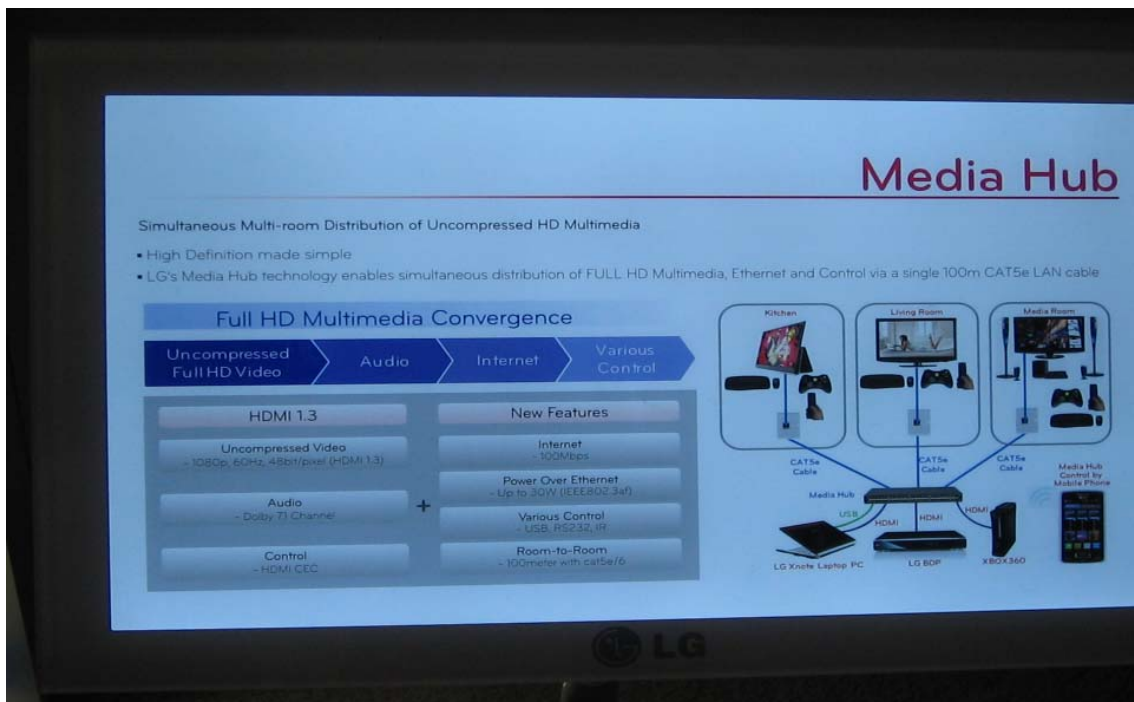 Media Hub
Simultaneous Multi-room Distribution of Uncompressed HD Multimedia
▪ High Definition made simple
▪ LG's Media Hub technology enables simultaneous distribution of FULL HD Multimedia, Ethernet and Control via a single 100m CAT5e LAN cable
Full HD Multimedia Convergence
Uncompressed
Full HD Video
Audio
Internet
Various
Control
HDMI 1.3
Uncompressed Video
- 1080p, 60Hz, 48bit/pixel (HDMI 1.3)
Audio
- Dolby 7.1 Channel
Control
- HDMI CEC
+
New Features
Internet
- 100Mbps
Power Over Ethernet
- Up to 30W (IEEE802.3af)
Various Control
- USB, RS232, IR
Room-to-Room
- 100meter with cat5e/6
Kitchen
Living Room
Media Room
CAT5e
Cable
CAT5e
Cable
CAT5e
Cable
Media Hub
Media Hub
Control by
Mobile Phone
USB
HDMI
HDMI
HDMI
LG Xnote Laptop PC
LG BDP
XBOX360
LG